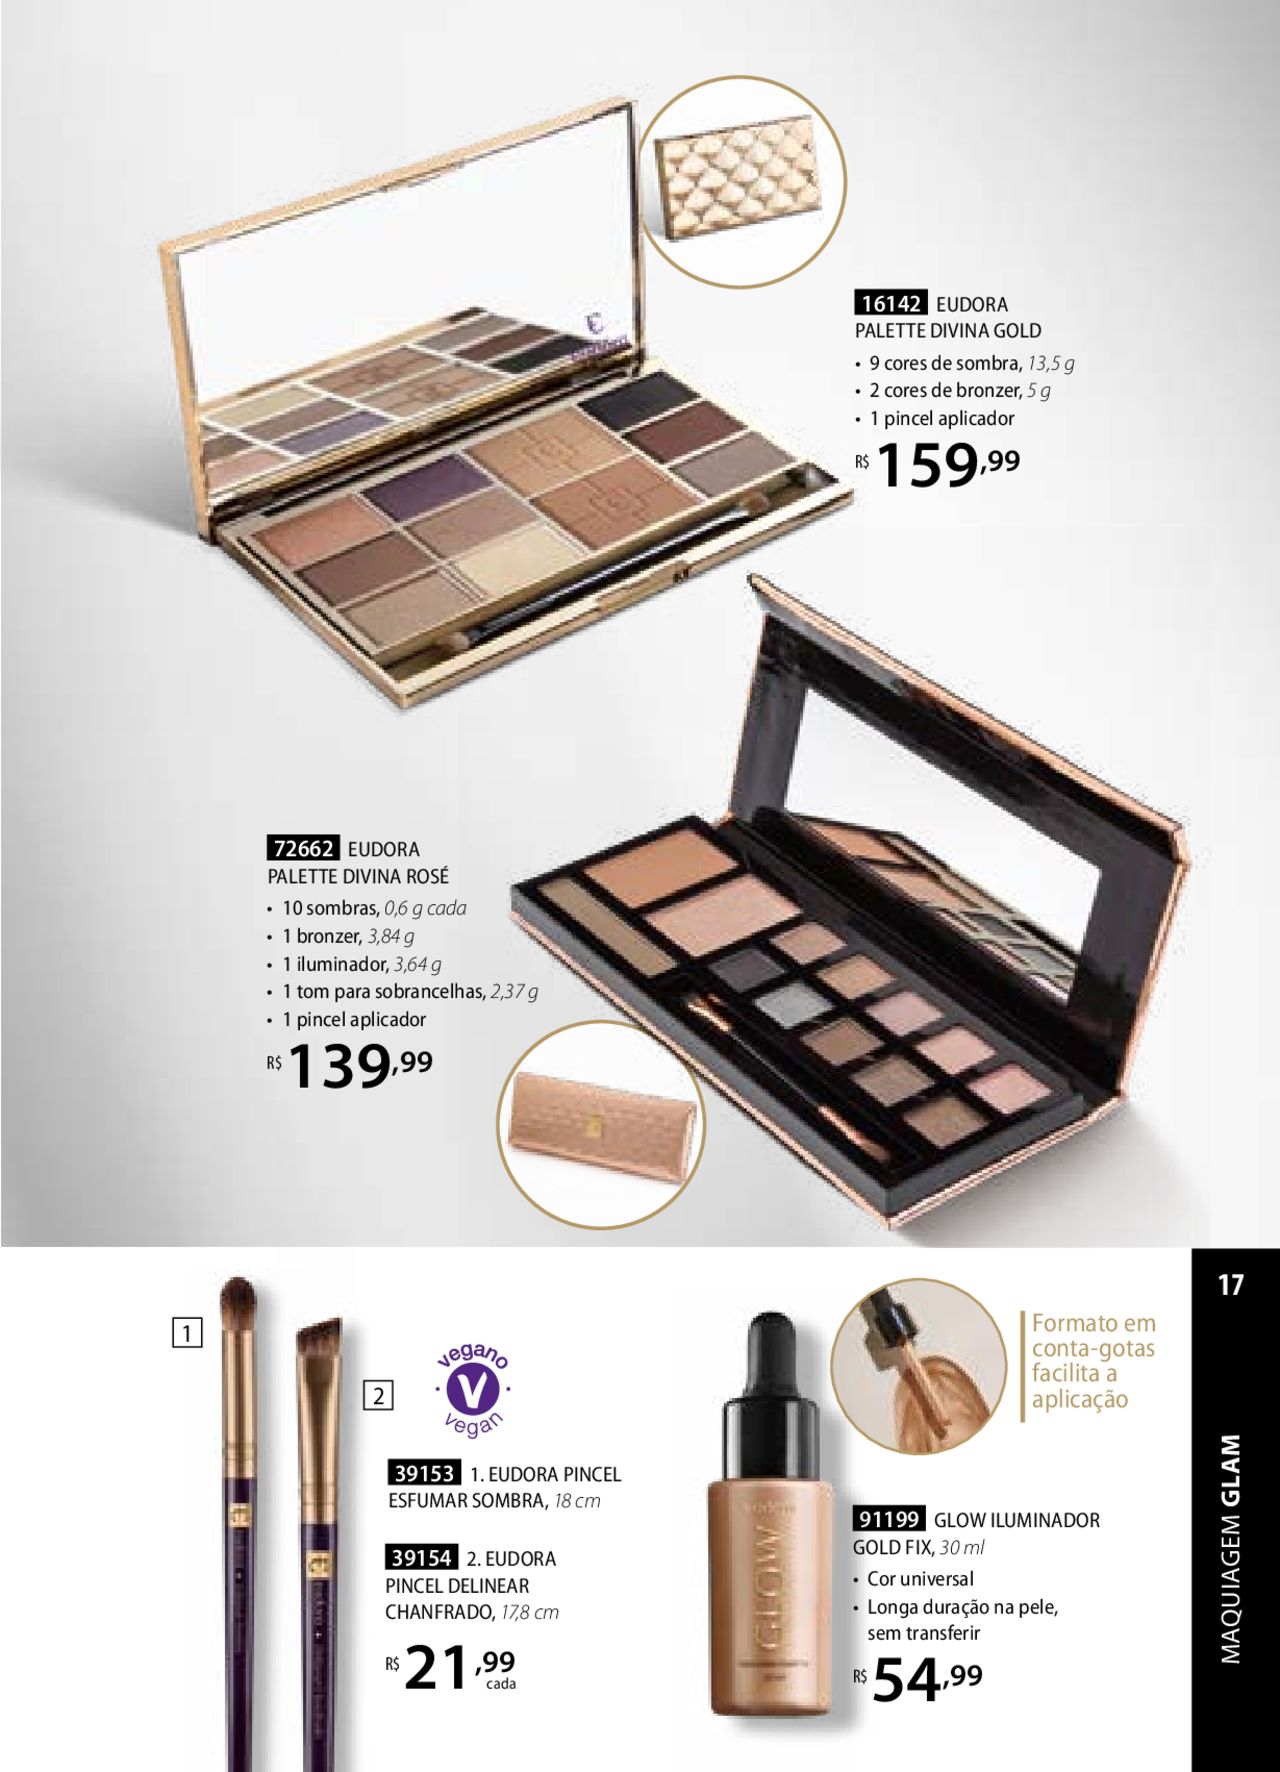 16142 EUDORA
PALETTE DIVINA GOLD
• 9 cores de sombra, 13,5 g
• 2 cores de bronzer, 5 g
• 1 pincel aplicador
R$ 159,99
72662 EUDORA
PALETTE DIVINA ROSÉ
• 10 sombras, 0,6 g cada
• 1 bronzer, 3,84 g
• 1 iluminador, 3,64 g
• 1 tom para sobrancelhas, 2,37 g
• 1 pincel aplicador
R$ 139,99
1
2
vegano
V
vegan
39153 1. EUDORA PINCEL
ESFUMAR SOMBRA, 18 cm
39154 2. EUDORA
PINCEL DELINEAR
CHANFRADO, 17,8 cm
R$ 21,99
cada
GLOW
Formato em
conta-gotas
facilita a
aplicação
91199 GLOW ILUMINADOR
GOLD FIX, 30 ml
• Cor universal
• Longa duração na pele,
sem transferir
R$ 54,99
17
MAQUIAGEM GLAM